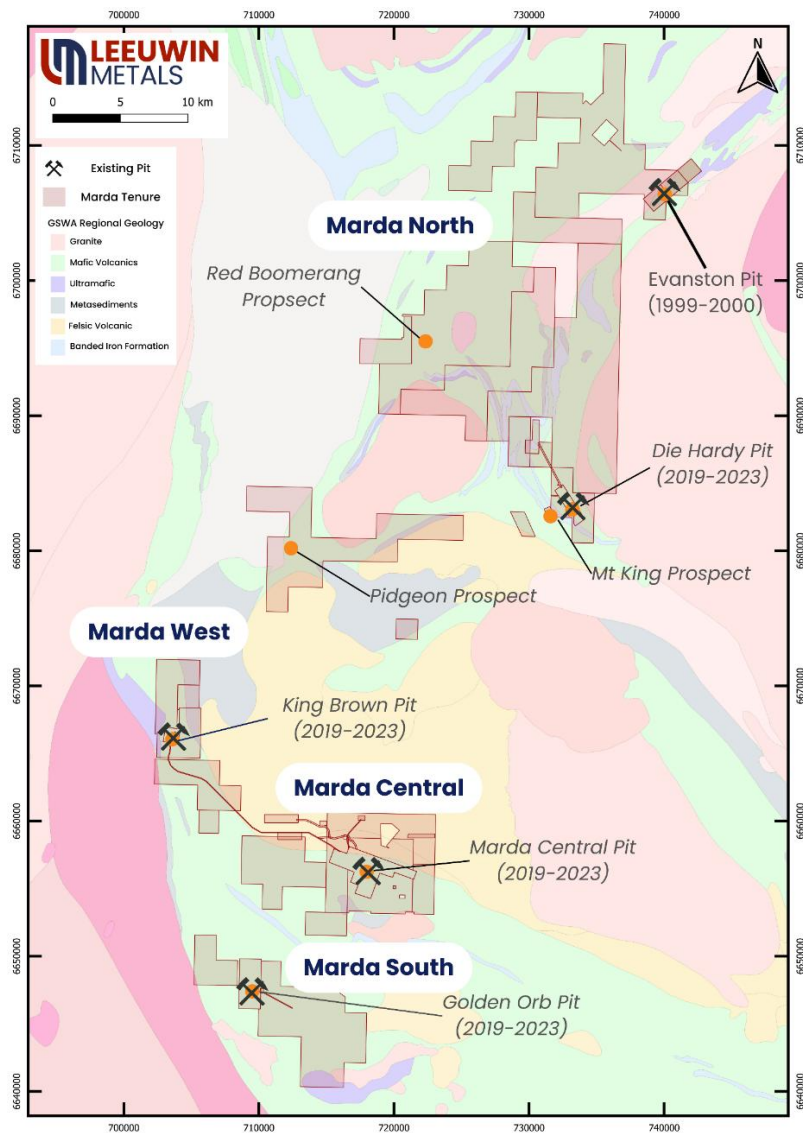 700000 710000 720000 730000 740000
LEEUWIN
METALS
0 5 10 km
N
Existing Pit
Marda Tenure
GSWA Regional Geology
Granite
Mafic Volcanics
Ultramafic
Metasediments
Felsic Volcanic
Banded Iron Formation
6710000
6710000
Marda North
Red Boomerang
Propsect
Evanston Pit
(1999-2000)
6700000
6700000
6690000
6690000
Die Hardy Pit
(2019-2023)
6680000
6680000
Mt King Prospect
Pidgeon Prospect
Marda West
6670000
6670000
King Brown Pit
(2019-2023)
Marda Central
6660000
6660000
Marda Central Pit
(2019-2023)
6650000
6650000
Marda South
Golden Orb Pit
(2019-2023)
6640000
6640000
700000 710000 720000 730000 740000